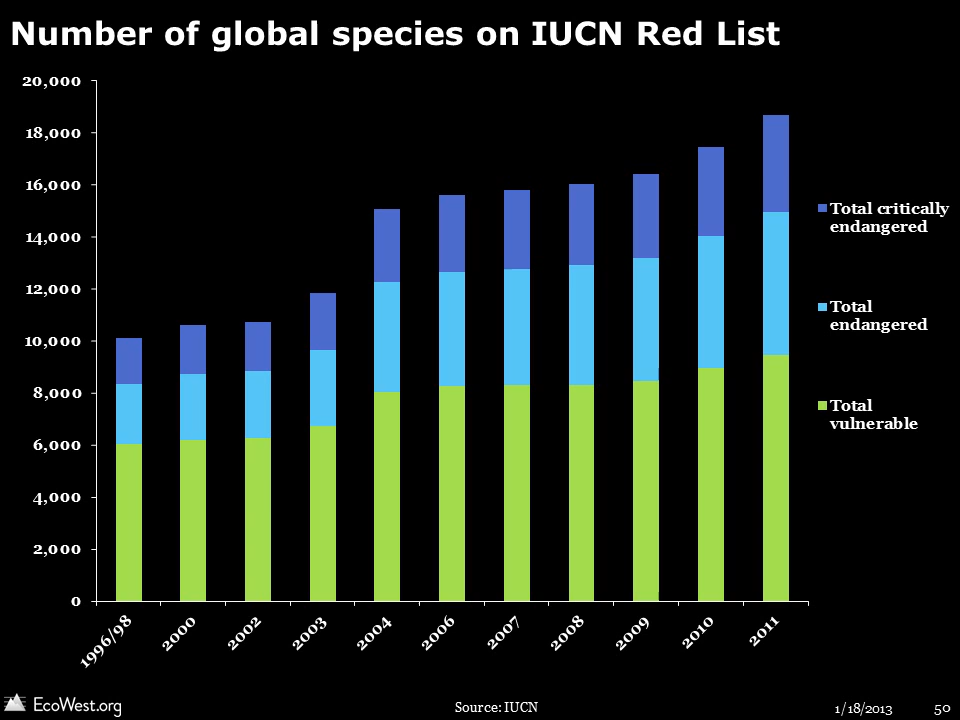 Number of global species on IUCN Red List
20,000
18,000
16,000
14,000
12,000
10,000
8,000
6,000
4,000
2,000
0
1996/98
2000
2002
2003
2004
2006
2007
2008
2009
2010
2011
Total critically
endangered
Total
endangered
Total
vulnerable
EcoWest.org
Source: IUCN
1/18/2013
50